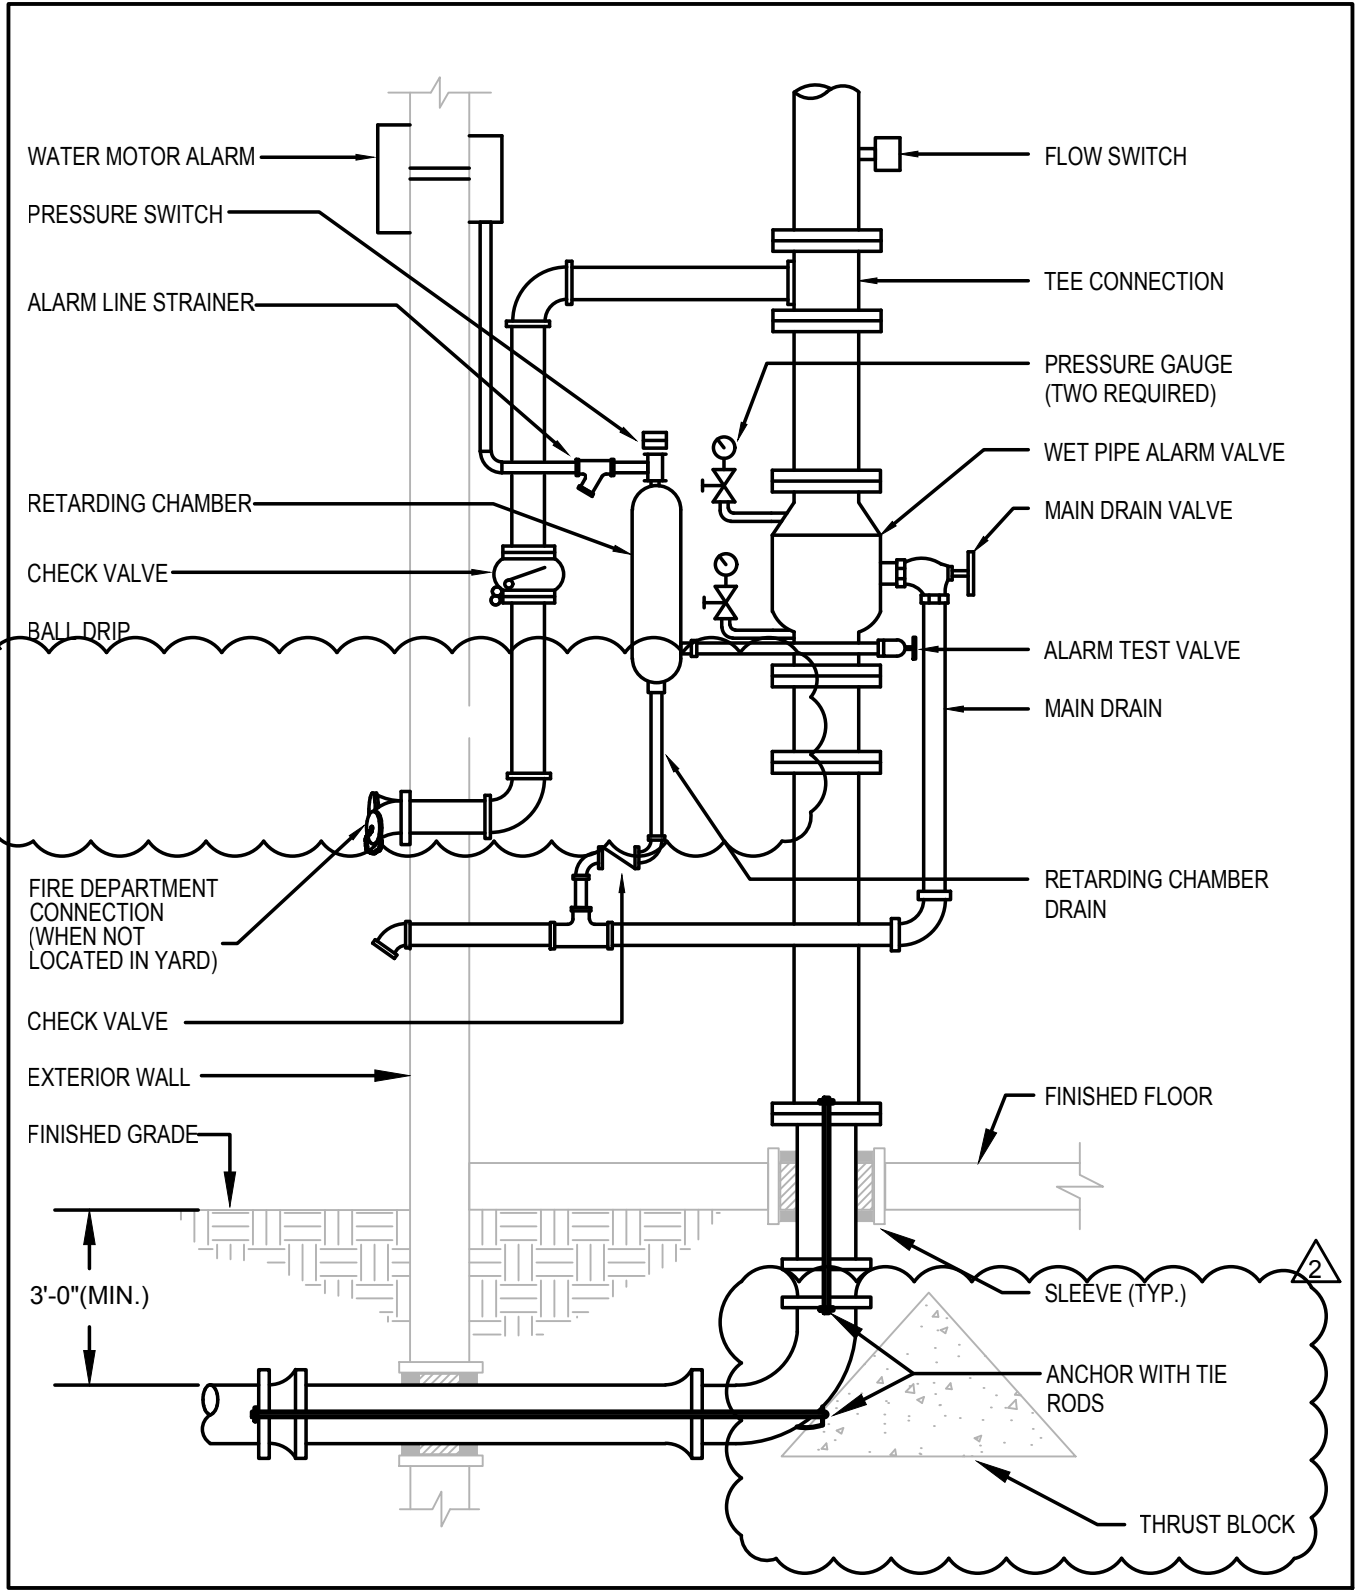 WATER MOTOR ALARM
PRESSURE SWITCH
ALARM LINE STRAINER
RETARDING CHAMBER
CHECK VALVE
BALL DRIP
FIRE DEPARTMENT
CONNECTION
(WHEN NOT
LOCATED IN YARD)
CHECK VALVE
EXTERIOR WALL
FINISHED GRADE
3'-0"(MIN.)
FLOW SWITCH
TEE CONNECTION
PRESSURE GAUGE
(TWO REQUIRED)
WET PIPE ALARM VALVE
MAIN DRAIN VALVE
ALARM TEST VALVE
MAIN DRAIN
RETARDING CHAMBER
DRAIN
FINISHED FLOOR
2
SLEEVE (TYP.)
ANCHOR WITH TIE
RODS
THRUST BLOCK